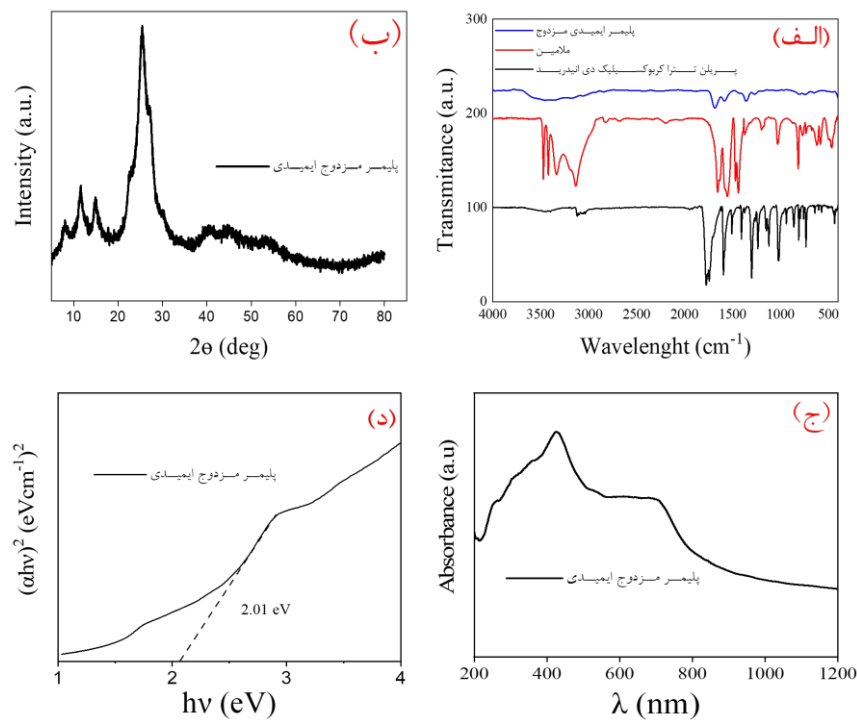 (الف)
پلیمر ایمیدی مزدوج
ملامین
پریلن تترا کربوکسیلیک دی انیدرید
300
200
100
0
Transmitance (a.u.)
4000 3500 3000 2500 2000 1500 1000 500
Wavelenght (cm⁻¹)
(ب)
Intensity (a.u.)
پلیمر مزدوج ایمیدی
10 20 30 40 50 60 70 80
2ө (deg)
(ج)
Absorbance (a.u)
پلیمر مزدوج ایمیدی
200 400 600 800 1000 1200
λ (nm)
(د)
(αhν)² (eVcm⁻¹)²
پلیمر مزدوج ایمیدی
2.01 eV
1 2 3 4
hν (eV)